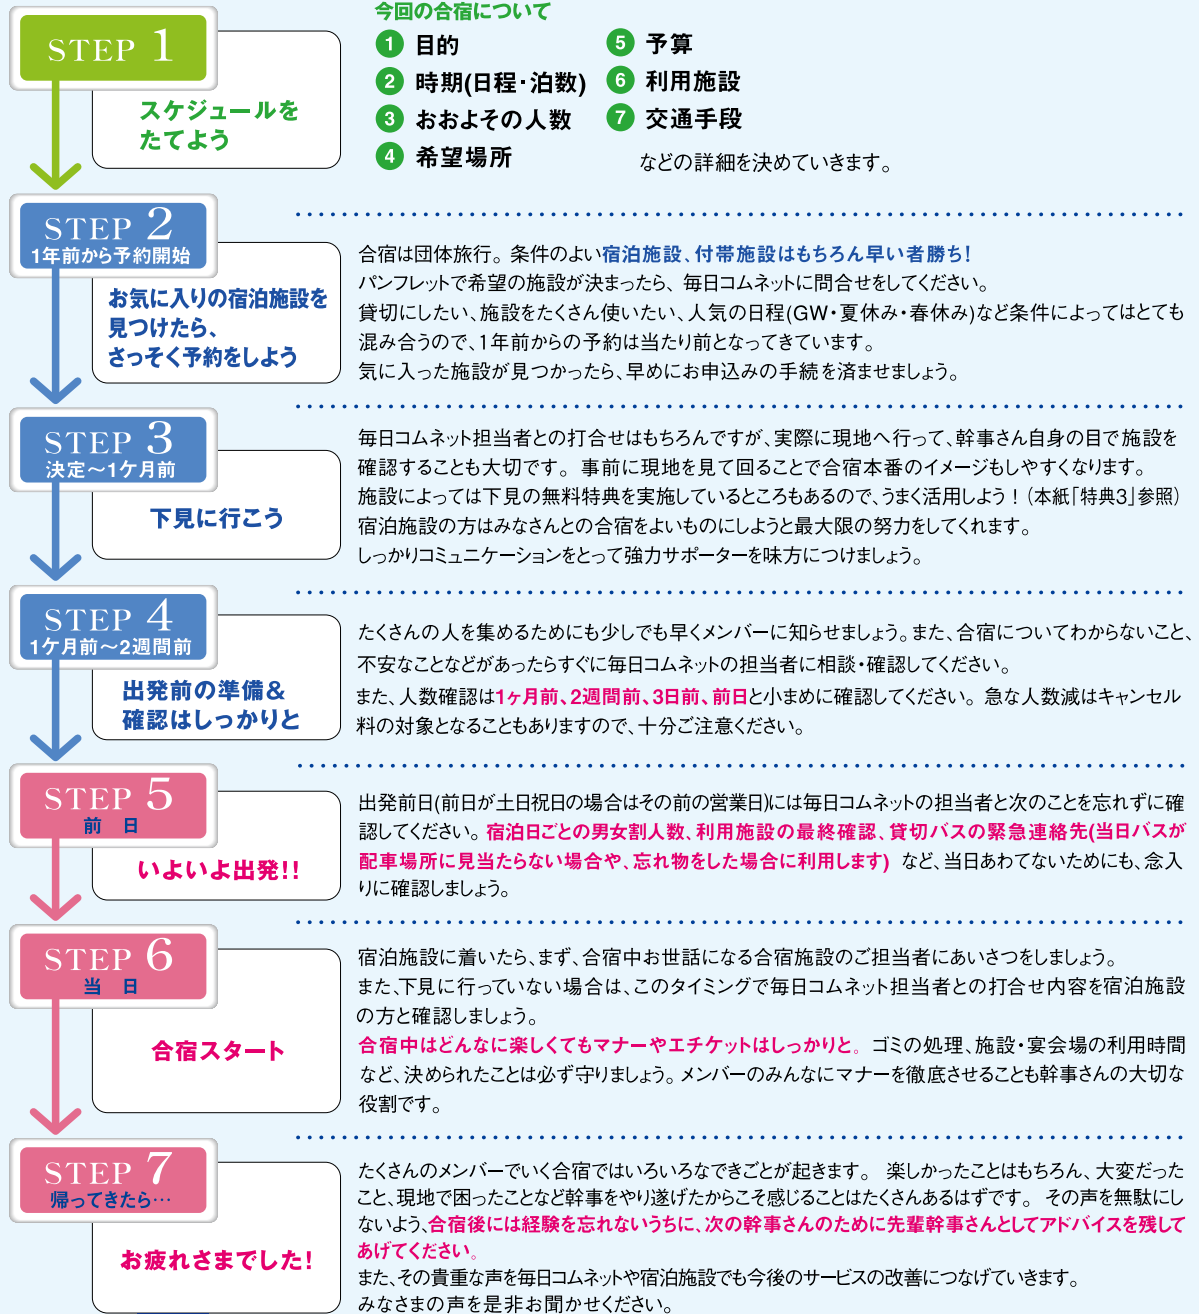 STEP 1
スケジュールを
たてよう
今回の合宿について
1 目的
2 時期(日程・泊数)
3 おおよその人数
4 希望場所
5 予算
6 利用施設
7 交通手段
などの詳細を決めていきます。
STEP 2
1年前から予約開始
お気に入りの宿泊施設を
見つけたら、
さっそく予約をしよう
合宿は団体旅行。条件のよい宿泊施設、付帯施設はもちろん早い者勝ち!
パンフレットで希望の施設が決まったら、毎日コムネットに問合せをしてください。
貸切にしたい、施設をたくさん使いたい、人気の日程(GW・夏休み・春休み)など条件によってはとても
混み合うので、1年前からの予約は当たり前となってきています。
気に入った施設が見つかったら、早めにお申込みの手続を済ませましょう。
STEP 3
決定〜1ケ月前
下見に行こう
毎日コムネット担当者との打合せはもちろんですが、実際に現地へ行って、幹事さん自身の目で施設を
確認することも大切です。事前に現地を見て回ることで合宿本番のイメージもしやすくなります。
施設によっては下見の無料特典を実施しているところもあるので、うまく活用しよう!(本紙「特典3」参照)
宿泊施設の方はみなさんとの合宿をよいものにしようと最大限の努力をしてくれます。
しっかりコミュニケーションをとって強力サポーターを味方につけましょう。
STEP 4
1ケ月前〜2週間前
出発前の準備&
確認はしっかりと
たくさんの人を集めるためにも少しでも早くメンバーに知らせましょう。また、合宿についてわからないこと、
不安なことなどがあったらすぐに毎日コムネットの担当者に相談・確認してください。
また、人数確認は1ヶ月前、2週間前、3日前、前日と小まめに確認してください。急な人数減はキャンセル
料の対象となることもありますので、十分ご注意ください。
STEP 5
前 日
いよいよ出発!!
出発前日(前日が土日祝日の場合はその前の営業日)には毎日コムネットの担当者と次のことを忘れずに確
認してください。宿泊日ごとの男女割人数、利用施設の最終確認、貸切バスの緊急連絡先(当日バスが
配車場所に見当たらない場合や、忘れ物をした場合に利用します) など、当日あわてないためにも、念入
りに確認しましょう。
STEP 6
当 日
合宿スタート
宿泊施設に着いたら、まず、合宿中お世話になる合宿施設のご担当者にあいさつをしましょう。
また、下見に行っていない場合は、このタイミングで毎日コムネット担当者との打合せ内容を宿泊施設
の方と確認しましょう。
合宿中はどんなに楽しくてもマナーやエチケットはしっかりと。ゴミの処理、施設・宴会場の利用時間
など、決められたことは必ず守りましょう。メンバーのみんなにマナーを徹底させることも幹事さんの大切な
役割です。
STEP 7
帰ってきたら…
お疲れさまでした!
たくさんのメンバーでいく合宿ではいろいろなできごとが起きます。 楽しかったことはもちろん、大変だった
こと、現地で困ったことなど幹事をやり遂げたからこそ感じることはたくさんあるはずです。 その声を無駄にし
ないよう、合宿後には経験を忘れないうちに、次の幹事さんのために先輩幹事さんとしてアドバイスを残して
あげてください。
また、その貴重な声を毎日コムネットや宿泊施設でも今後のサービスの改善につなげていきます。
みなさまの声を是非お聞かせください。